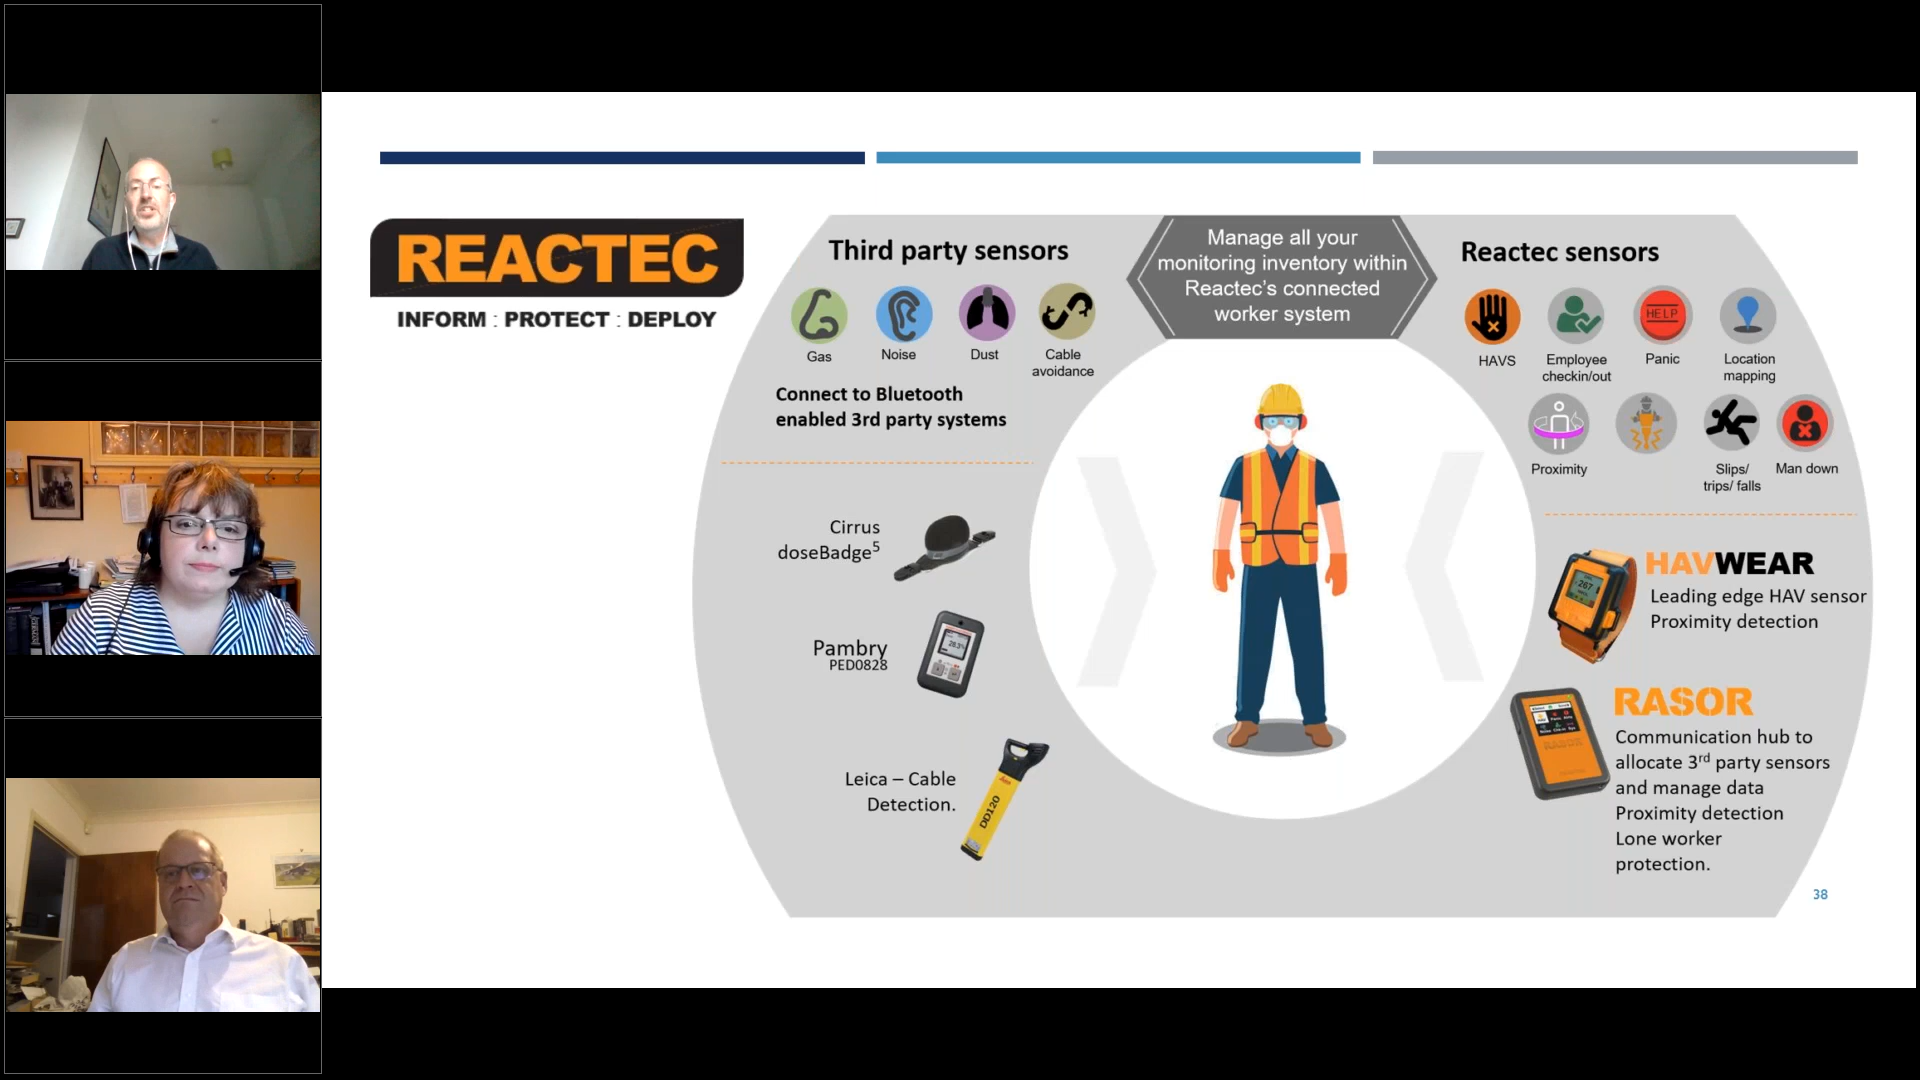 REACTEC
INFORM : PROTECT : DEPLOY
Third party sensors
Gas
Noise
Dust
Cable
avoidance
Connect to Bluetooth
enabled 3rd party systems
Cirrus
doseBadge5
Pambry
PED0828
Leica – Cable
Detection.
DD120
Manage all your
monitoring inventory within
Reactec’s connected
worker system
Reactec sensors
HELP
HAVS
Employee
checkin/out
Panic
Location
mapping
Proximity
Slips/
trips/ falls
Man down
267
HAVWEAR
Leading edge HAV sensor
Proximity detection
RASOR
RASOR
Communication hub to
allocate 3rd party sensors
and manage data
Proximity detection
Lone worker
protection.
38